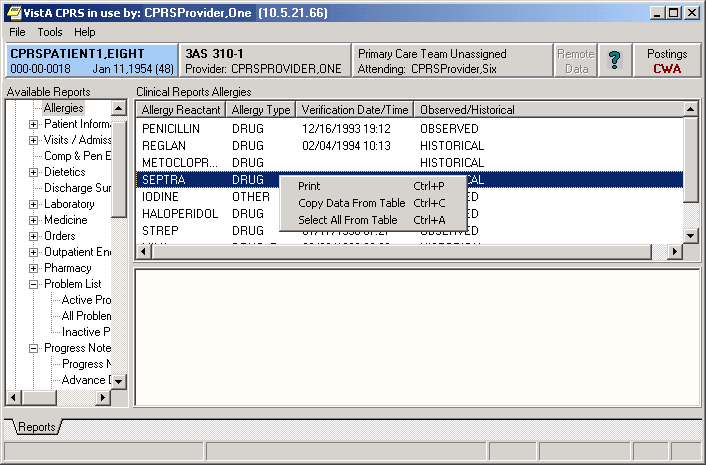 VistA CPRS in use by: CPRSProvider,One (10.5.21.66)
File Tools Help
CPRSPATIENT1,EIGHT 3AS 310-1 Primary Care Team Unassigned Remote Data ? Postings
000-00-0018 Jan 11,1954 (48) Provider: CPRSPROVIDER,ONE Attending: CPRSProvider,Six CWA
Available Reports
Allergies
Patient Informa
Visits / Admiss
Comp & Pen E
Dietetics
Discharge Sur
Laboratory
Medicine
Orders
Outpatient En
Pharmacy
Problem List
Active Pro
All Problem
Inactive P
Progress Note
Progress N
Advance D
Clinical Reports Allergies
Allergy Reactant Allergy Type Verification Date/Time Observed/Historical
PENICILLIN DRUG 12/16/1993 19:12 OBSERVED
REGLAN DRUG 02/04/1994 10:13 HISTORICAL
METOCLOPR... DRUG HISTORICAL
SEPTRA DRUG CAL
IODINE OTHER
HALOPERIDOL DRUG
STREP DRUG
Print Ctrl+P
Copy Data From Table Ctrl+C
Select All From Table Ctrl+A
Reports